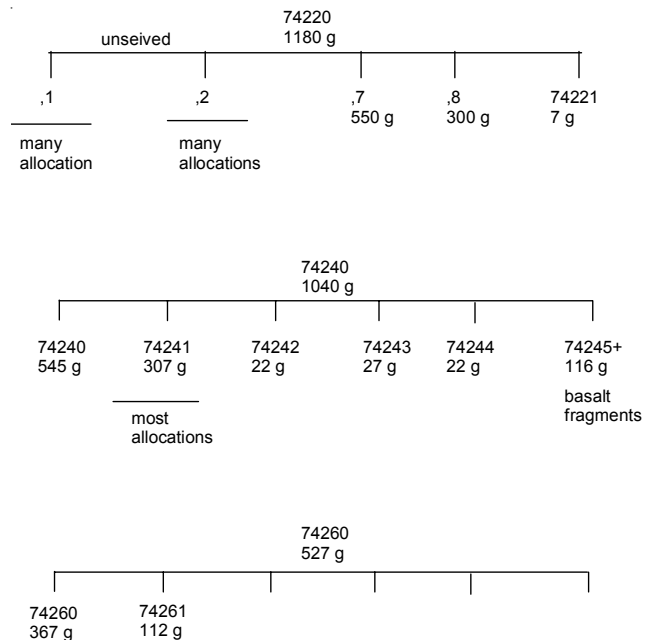 74220
1180 g
unseived
,1
many
allocation
,2
many
allocations
,7
550 g
,8
300 g
74221
7 g
74240
1040 g
74240
545 g
74241
307 g
most
allocations
74242
22 g
74243
27 g
74244
22 g
74245+
116 g
basalt
fragments
74260
527 g
74260
367 g
74261
112 g